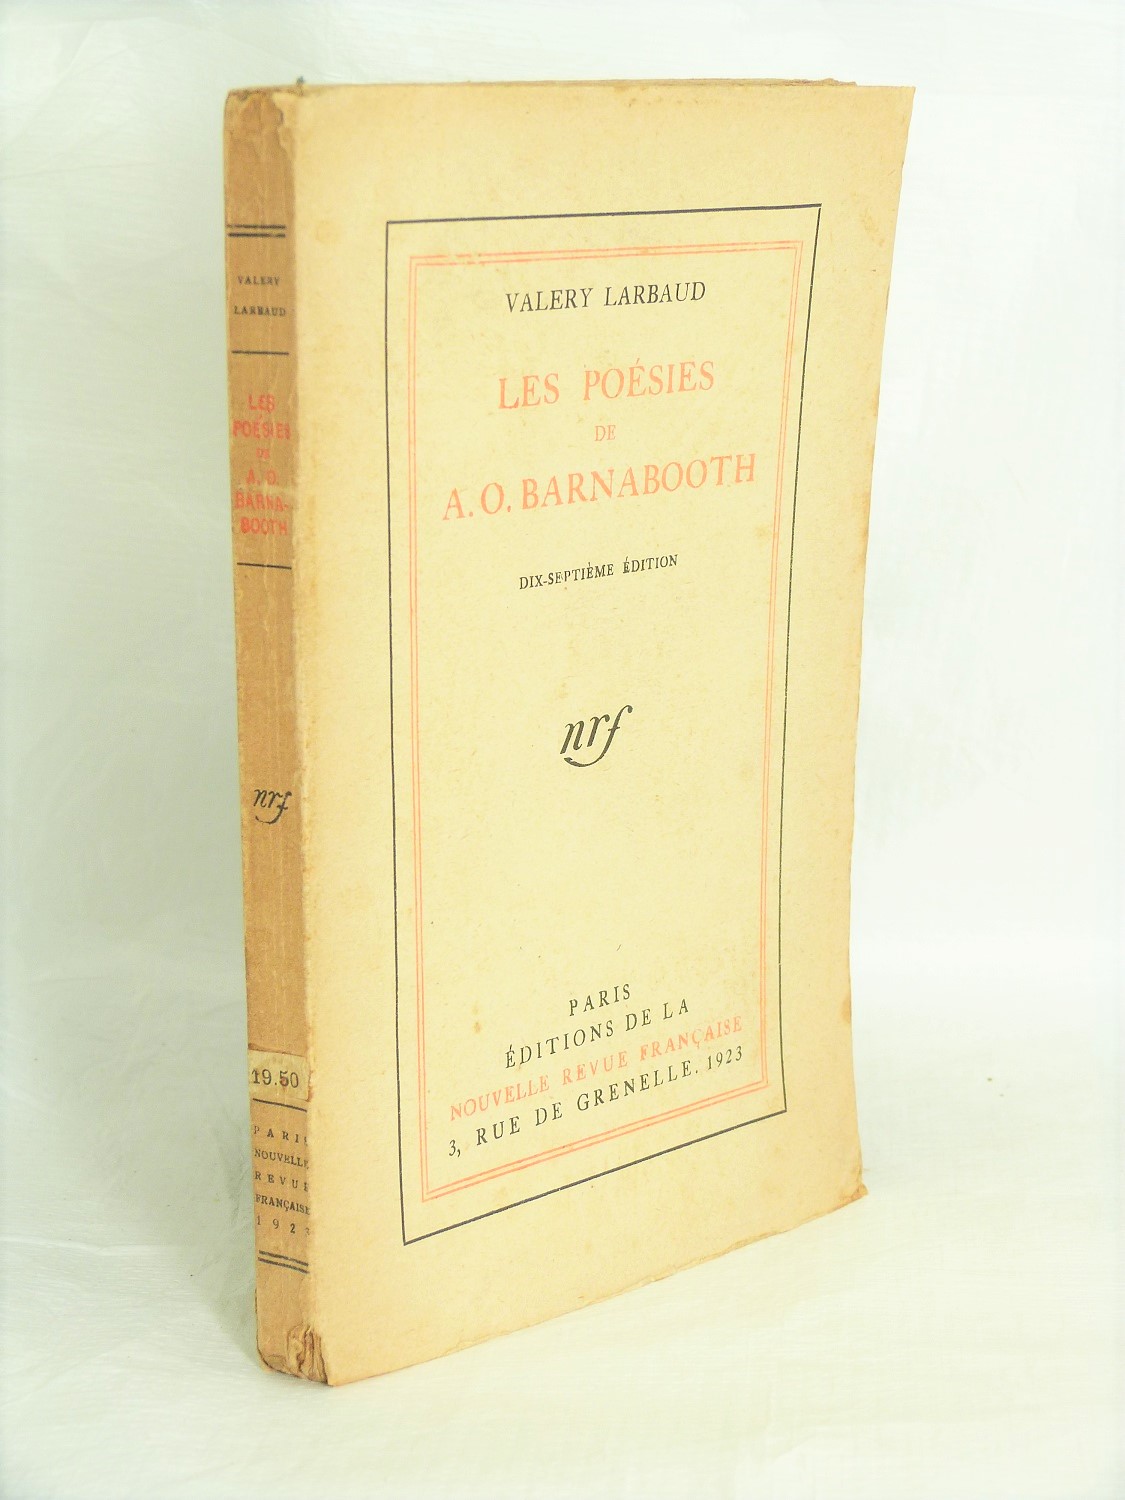 VALERY
LARBAUD
LES
POÉSIES
DE
A. O.
BARNA-
BOOTH
nrf
19.50
PARIS
NOUVELLE
REVUE
FRANÇAISE
1923
VALERY LARBAUD
LES POÉSIES
DE
A. O. BARNABOOTH
DIX-SEPTIÈME ÉDITION
nrf
PARIS
ÉDITIONS DE LA
NOUVELLE REVUE FRANÇAISE
3, RUE DE GRENELLE. 1923